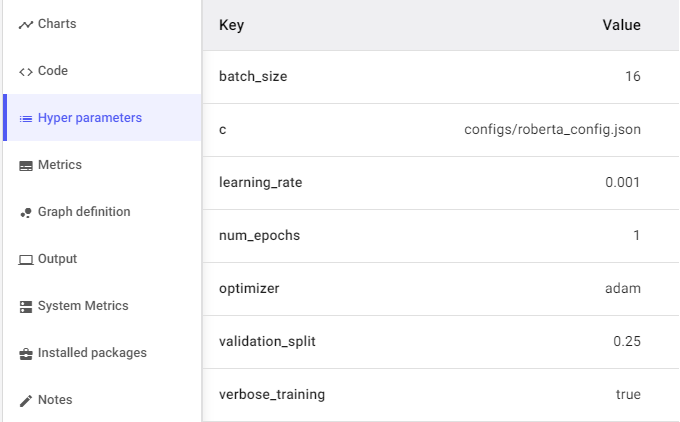 Charts
Code
Hyper parameters
Metrics
Graph definition
Output
System Metrics
Installed packages
Notes
Key Value
batch_size 16
c configs/roberta_config.json
learning_rate 0.001
num_epochs 1
optimizer adam
validation_split 0.25
verbose_training true